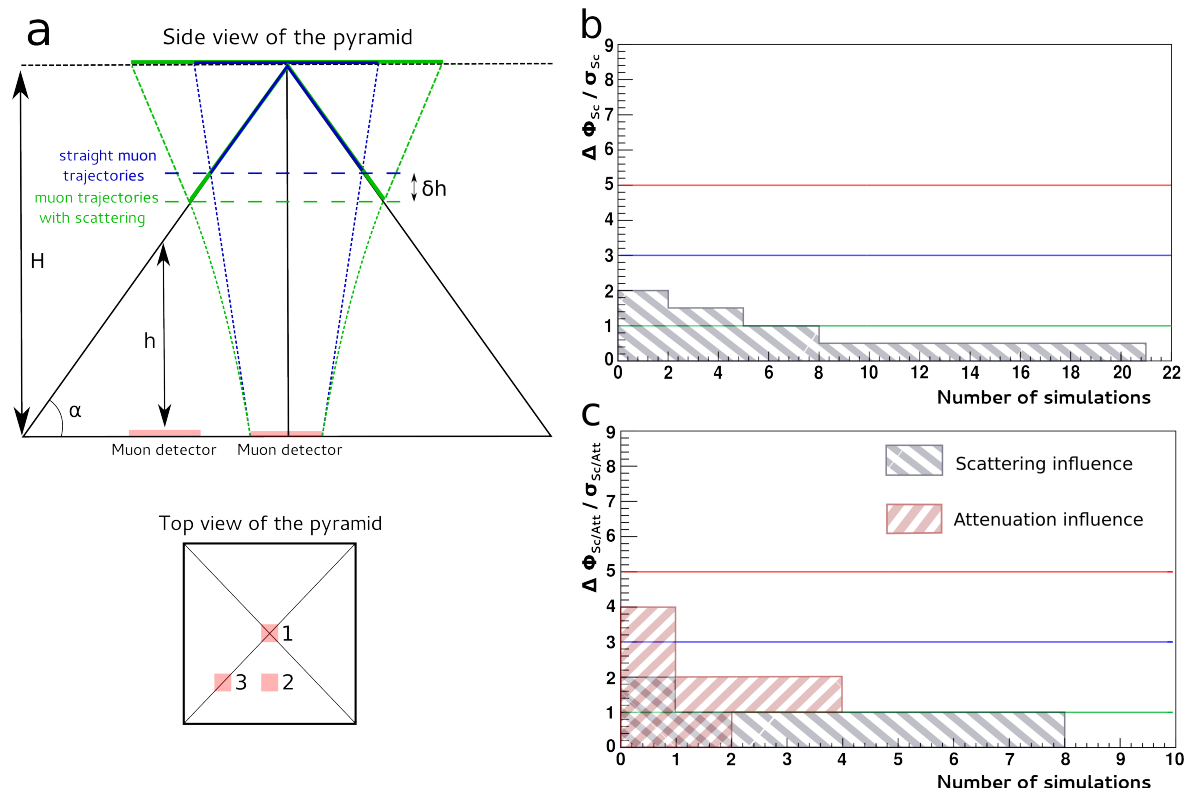 a
Side view of the pyramid
straight muon
trajectories
muon trajectories
with scattering
δh
H
h
α
Muon detector
Muon detector
Top view of the pyramid
1
3
2
b
Δ Φ Sc / σ Sc
9
8
7
6
5
4
3
2
1
0
0 2 4 6 8 10 12 14 16 18 20 22
Number of simulations
c
Δ Φ Sc/Att / σ Sc/Att
9
8
7
6
5
4
3
2
1
0
Scattering influence
Attenuation influence
0 1 2 3 4 5 6 7 8 9 10
Number of simulations